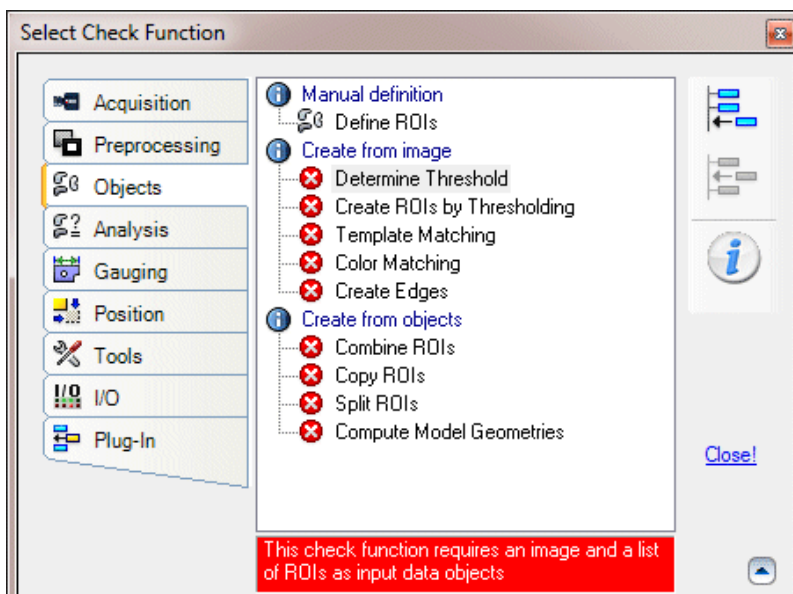 Select Check Function
Acquisition
Preprocessing
Objects
Analysis
Gauging
Position
Tools
I/O
Plug-In
Manual definition
Define ROIs
Create from image
Determine Threshold
Create ROIs by Thresholding
Template Matching
Color Matching
Create Edges
Create from objects
Combine ROIs
Copy ROIs
Split ROIs
Compute Model Geometries
This check function requires an image and a list
of ROIs as input data objects
Close!